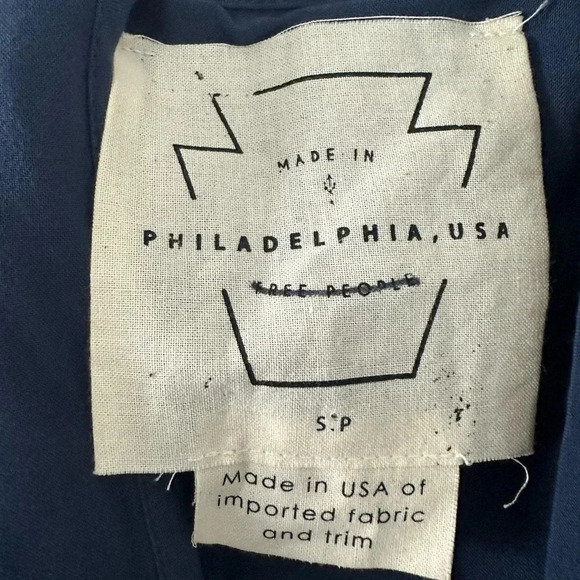 MADE IN
PHILADELPHIA, USA
FREE PEOPLE
S.P
Made in USA of
imported fabric
and trim